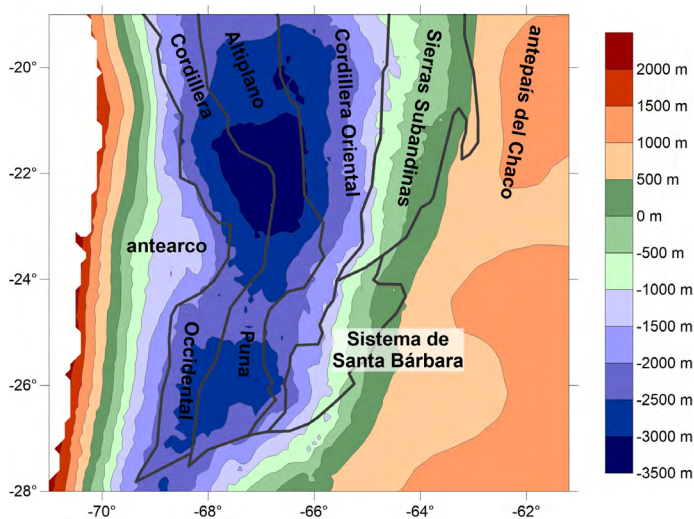 Cordillera
Altiplano
Cordillera Oriental
Sierras Subandinas
antepaís del Chaco
antearco
Occidental
Puna
Sistema de
Santa Bárbara
-20°
-22°
-24°
-26°
-28°
-70°
-68°
-66°
-64°
-62°
2000 m
1500 m
1000 m
500 m
0 m
-500 m
-1000 m
-1500 m
-2000 m
-2500 m
-3000 m
-3500 m